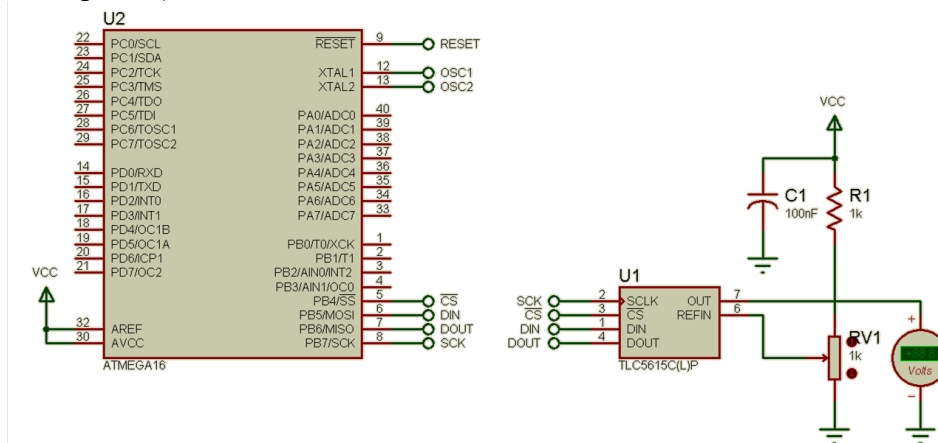 U2
22 PC0/SCL
23 PC1/SDA
24 PC2/TCK
25 PC3/TMS
26 PC4/TDO
27 PC5/TDI
28 PC6/TOSC1
29 PC7/TOSC2
14 PD0/RXD
15 PD1/TXD
16 PD2/INT0
17 PD3/INT1
18 PD4/OC1B
19 PD5/OC1A
20 PD6/ICP1
21 PD7/OC2
VCC
32 AREF
30 AVCC
RESET 9 RESET
XTAL1 12 OSC1
XTAL2 13 OSC2
PA0/ADC0 40
PA1/ADC1 39
PA2/ADC2 38
PA3/ADC3 37
PA4/ADC4 36
PA5/ADC5 35
PA6/ADC6 34
PA7/ADC7 33
PB0/T0/XCK 1
PB1/T1 2
PB2/AIN0/INT2 3
PB3/AIN1/OC0 4
PB4/SS 5 CS
PB5/MOSI 6 DIN
PB6/MISO 7 DOUT
PB7/SCK 8 SCK
ATMEGA16
U1
SCK 2 SCLK OUT 7
CS 3 CS REFIN 6
DIN 1 DIN
DOUT 4 DOUT
TLC5615C(L)P
VCC
C1
100nF
R1
1k
RV1
1k
+
Volts